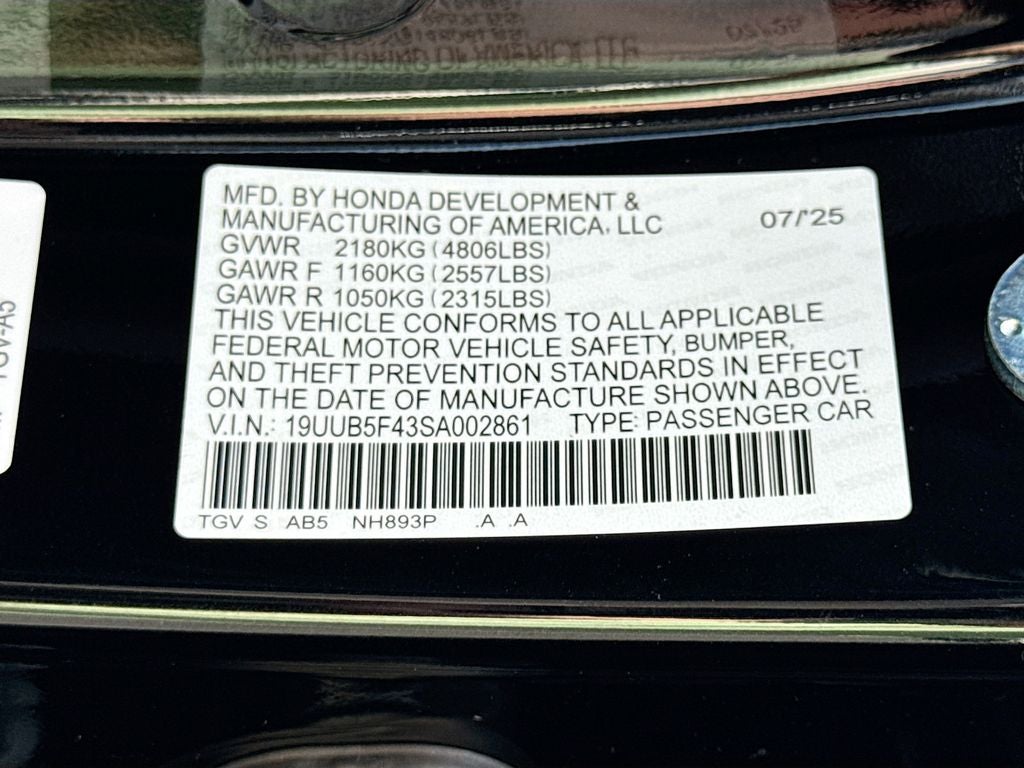 MFD. BY HONDA DEVELOPMENT &
MANUFACTURING OF AMERICA, LLC 07/'25
GVWR 2180KG (4806LBS)
GAWR F 1160KG (2557LBS)
GAWR R 1050KG (2315LBS)
THIS VEHICLE CONFORMS TO ALL APPLICABLE
FEDERAL MOTOR VEHICLE SAFETY, BUMPER,
AND THEFT PREVENTION STANDARDS IN EFFECT
ON THE DATE OF MANUFACTURE SHOWN ABOVE.
V.I.N.: 19UUB5F43SA002861 TYPE: PASSENGER CAR
TGV S AB5 NH893P .A .A
TGV-A5